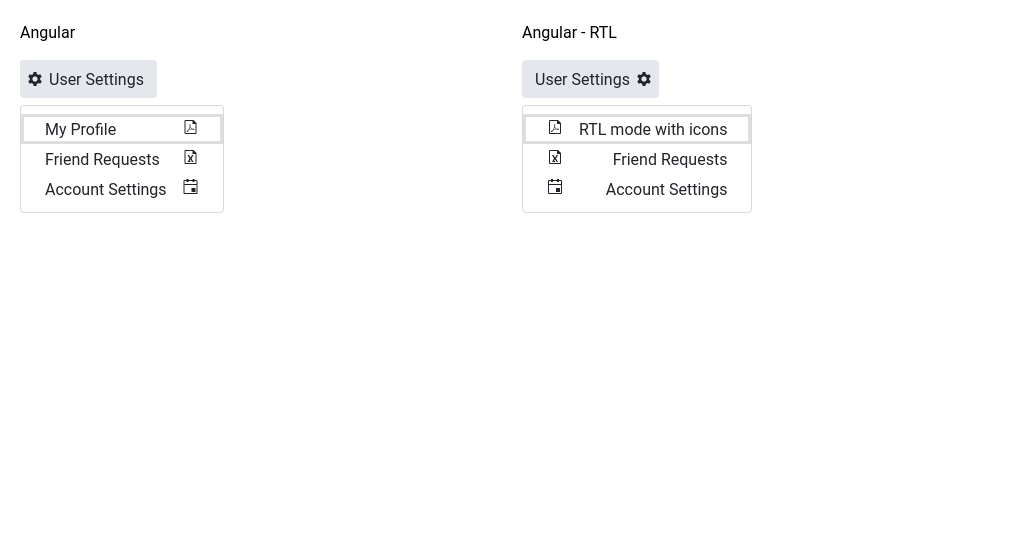 Angular
User Settings
My Profile
Friend Requests
Account Settings
Angular - RTL
User Settings
RTL mode with icons
Friend Requests
Account Settings